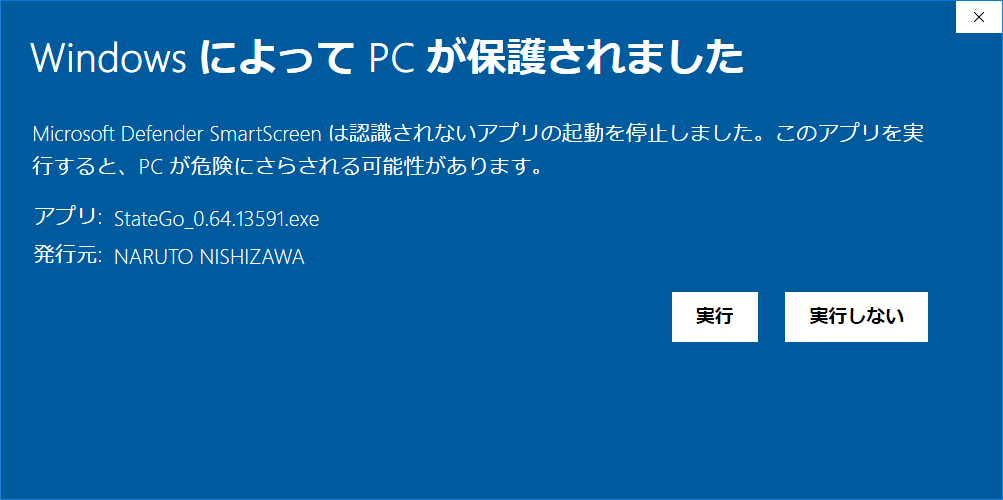 Windows によって PC が保護されました
Microsoft Defender SmartScreen は認識されないアプリの起動を停止しました。このアプリを実
行すると、PC が危険にさらされる可能性があります。
アプリ: StateGo_0.64.13591.exe
発行元: NARUTO NISHIZAWA
実行 実行しない